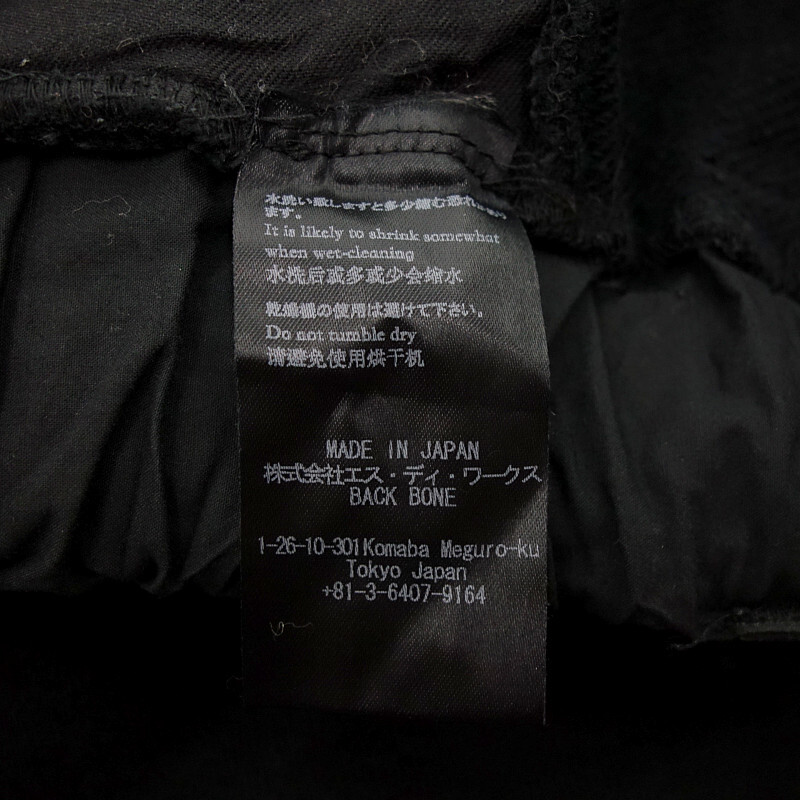 水洗い致しますと多少縮む恐れがあり
ます。
It is likely to shrink somewhat
when wet-cleaning
水洗后或多或少会缩水
乾燥機の使用は避けて下さい。
Do not tumble dry
请避免使用烘干机
MADE IN JAPAN
株式会社エス・ディ・ワークス
BACK BONE
1-26-10-301 Komaba Meguro-ku
Tokyo Japan
+81-3-6407-9164